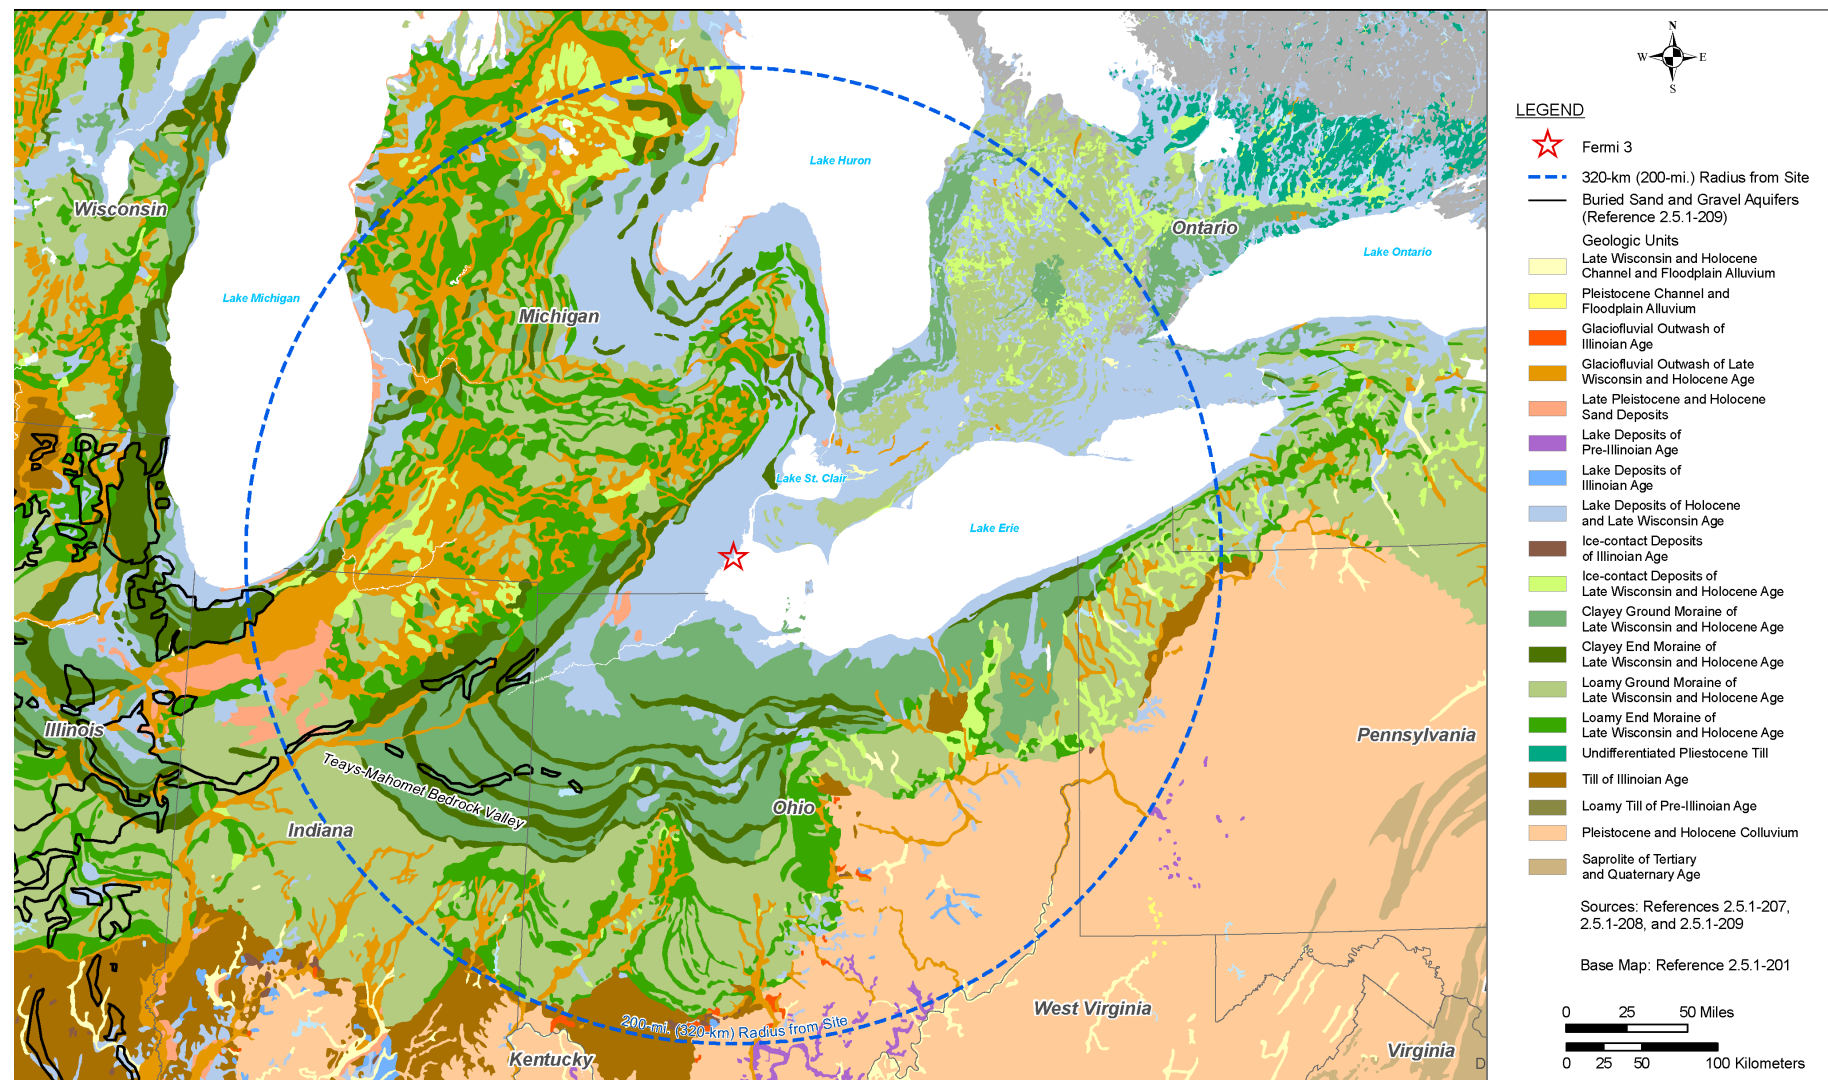 Wisconsin
Lake Michigan
Michigan
Lake Huron
Ontario
Lake Ontario
Lake St. Clair
Lake Erie
Illinois
Indiana
Teays-Mahomet Bedrock Valley
Ohio
Pennsylvania
West Virginia
Virginia
Kentucky
200-mi. (320-km) Radius from Site
D
N
W E
S
LEGEND
Fermi 3
320-km (200-mi.) Radius from Site
Buried Sand and Gravel Aquifers
(Reference 2.5.1-209)
Geologic Units
Late Wisconsin and Holocene
Channel and Floodplain Alluvium
Pleistocene Channel and
Floodplain Alluvium
Glaciofluvial Outwash of
Illinoian Age
Glaciofluvial Outwash of Late
Wisconsin and Holocene Age
Late Pleistocene and Holocene
Sand Deposits
Lake Deposits of
Pre-Illinoian Age
Lake Deposits of
Illinoian Age
Lake Deposits of Holocene
and Late Wisconsin Age
Ice-contact Deposits
of Illinoian Age
Ice-contact Deposits of
Late Wisconsin and Holocene Age
Clayey Ground Moraine of
Late Wisconsin and Holocene Age
Clayey End Moraine of
Late Wisconsin and Holocene Age
Loamy Ground Moraine of
Late Wisconsin and Holocene Age
Loamy End Moraine of
Late Wisconsin and Holocene Age
Undifferentiated Pliestocene Till
Till of Illinoian Age
Loamy Till of Pre-Illinoian Age
Pleistocene and Holocene Colluvium
Saprolite of Tertiary
and Quaternary Age
Sources: References 2.5.1-207,
2.5.1-208, and 2.5.1-209
Base Map: Reference 2.5.1-201
0 25 50 Miles
0 25 50 100 Kilometers